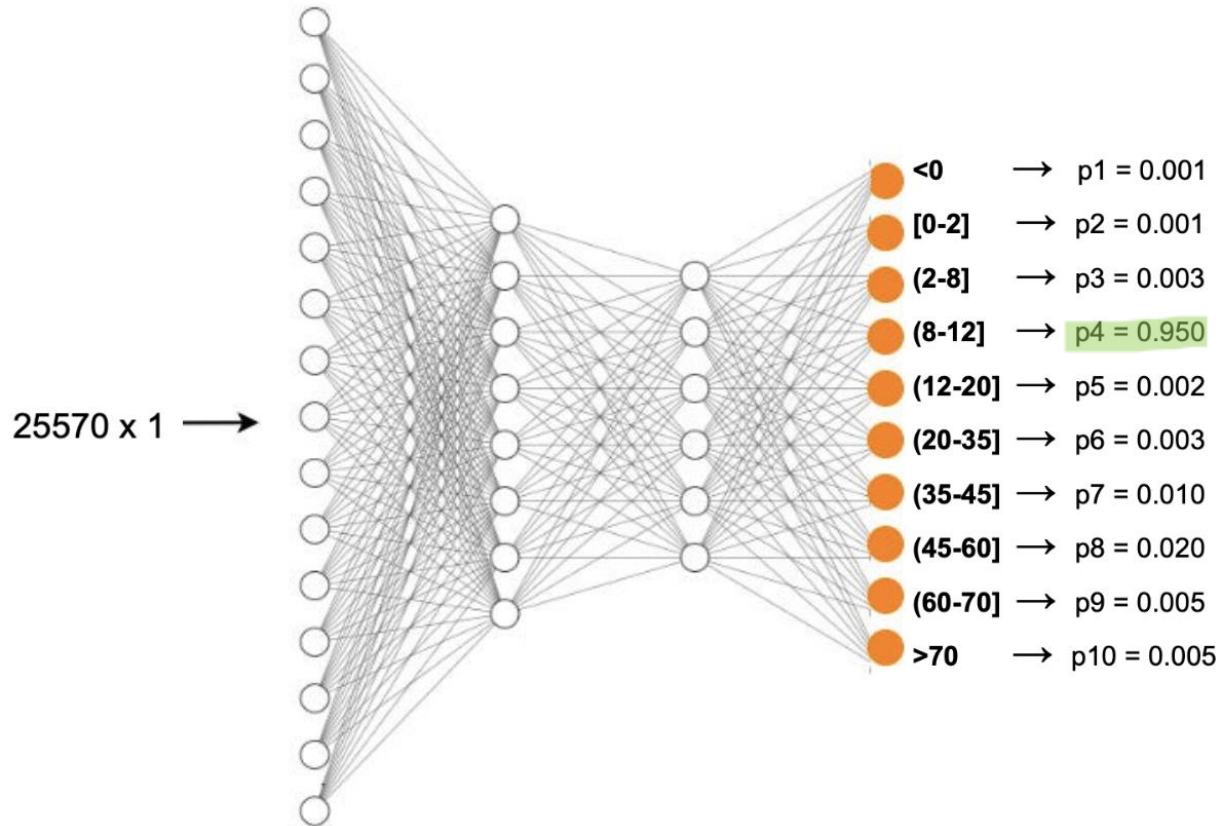 <0 → p1 = 0.001
[0-2] → p2 = 0.001
(2-8] → p3 = 0.003
(8-12] → p4 = 0.950
(12-20] → p5 = 0.002
25570 x 1 →
(20-35] → p6 = 0.003
(35-45] → p7 = 0.010
(45-60] → p8 = 0.020
(60-70] → p9 = 0.005
>70 → p10 = 0.005